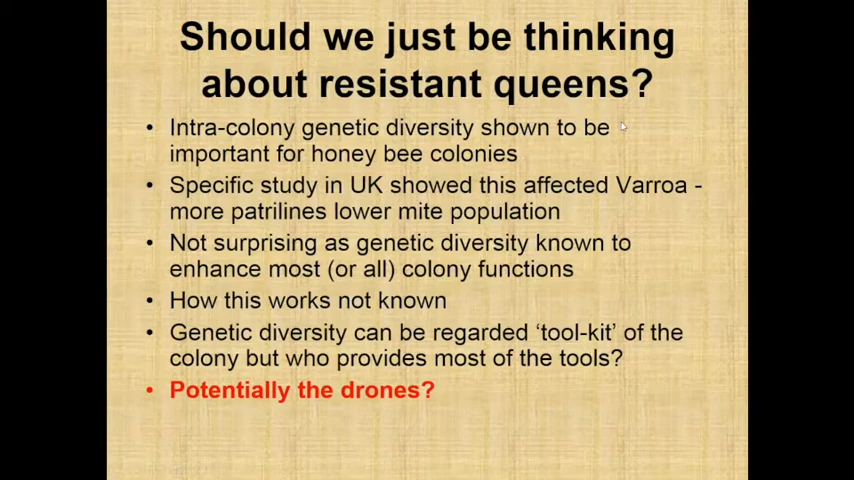 Should we just be thinking
about resistant queens?
• Intra-colony genetic diversity shown to be
important for honey bee colonies
• Specific study in UK showed this affected Varroa -
more patrilines lower mite population
• Not surprising as genetic diversity known to
enhance most (or all) colony functions
• How this works not known
• Genetic diversity can be regarded ‘tool-kit’ of the
colony but who provides most of the tools?
• Potentially the drones?